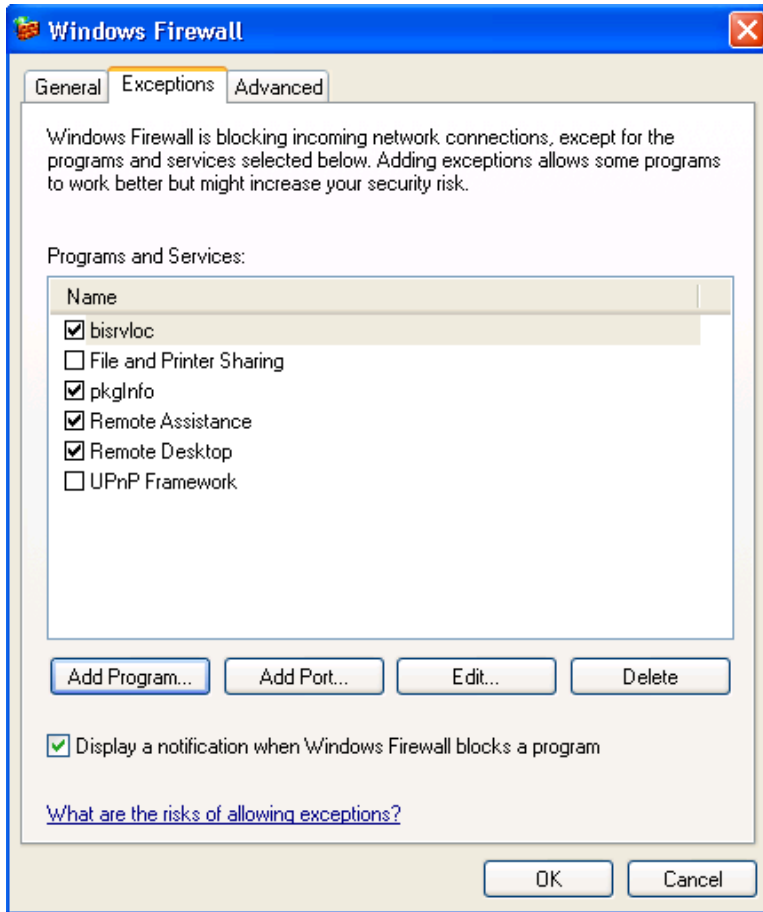 Windows Firewall
General
Exceptions
Advanced
Windows Firewall is blocking incoming network connections, except for the
programs and services selected below. Adding exceptions allows some programs
to work better but might increase your security risk.
Programs and Services:
Name
bisrvloc
File and Printer Sharing
pkgInfo
Remote Assistance
Remote Desktop
UPnP Framework
Add Program...
Add Port...
Edit...
Delete
Display a notification when Windows Firewall blocks a program
What are the risks of allowing exceptions?
OK
Cancel